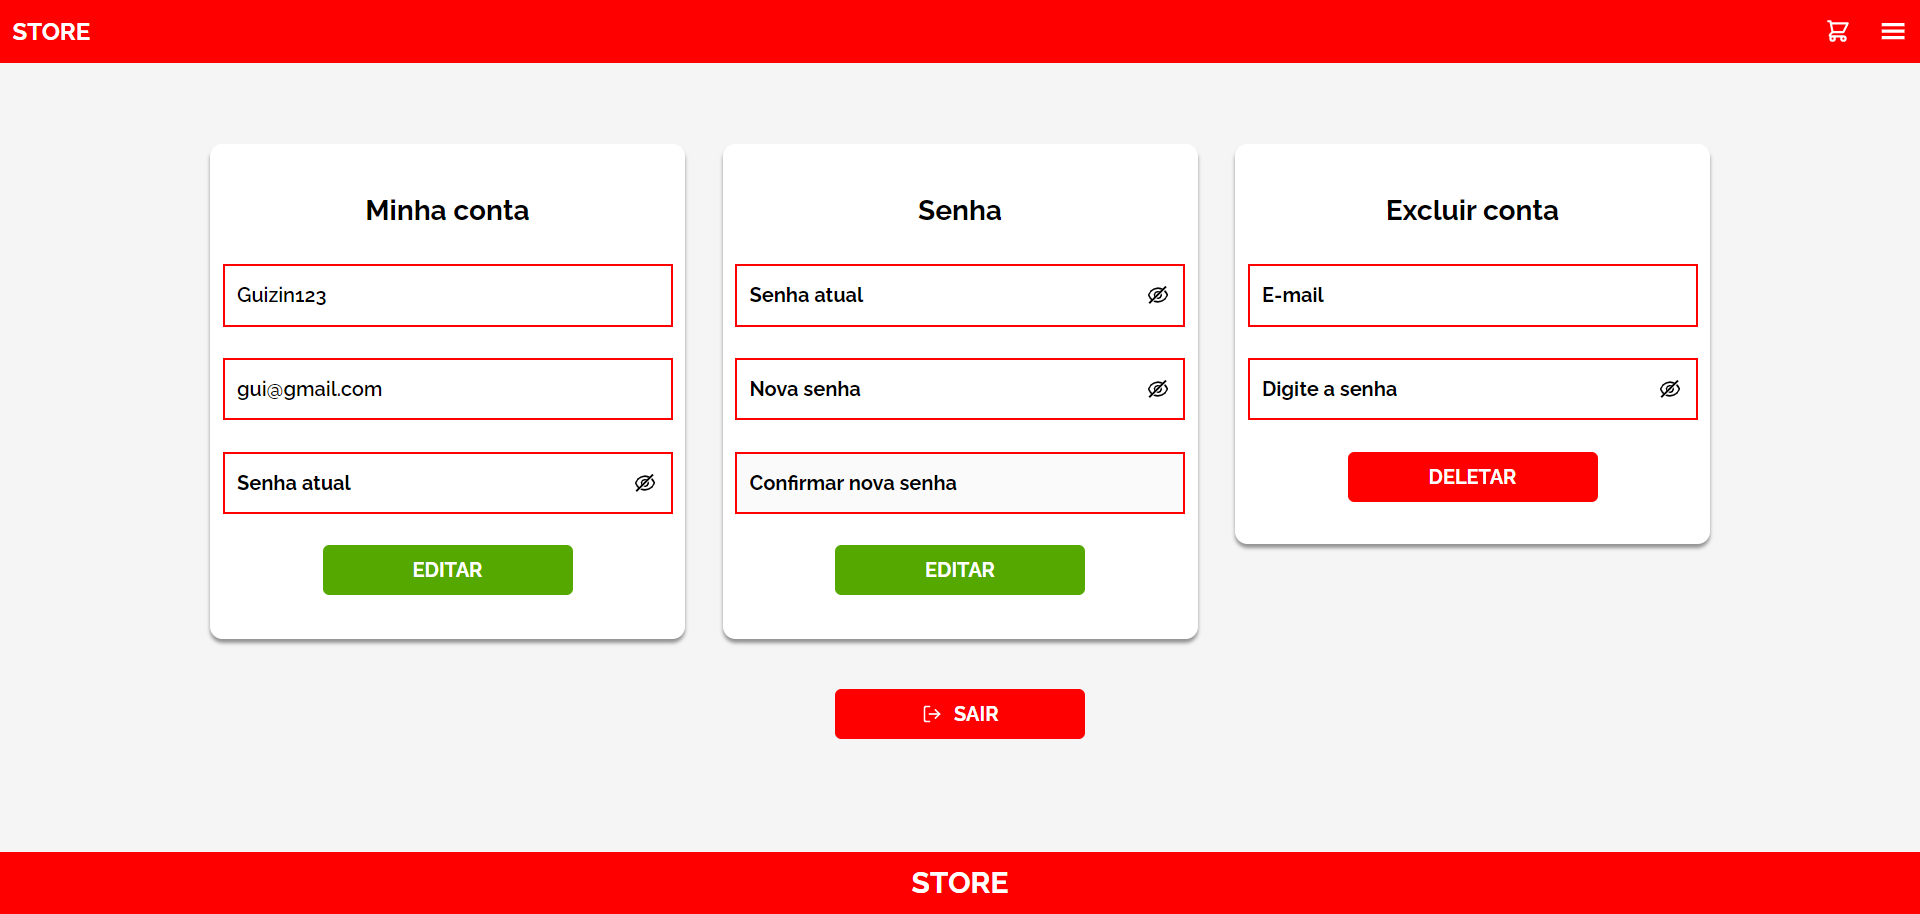 STORE
Minha conta
Guizin123
gui@gmail.com
Senha atual
EDITAR
Senha
Senha atual
Nova senha
Confirmar nova senha
EDITAR
Excluir conta
E-mail
Digite a senha
DELETAR
SAIR
STORE